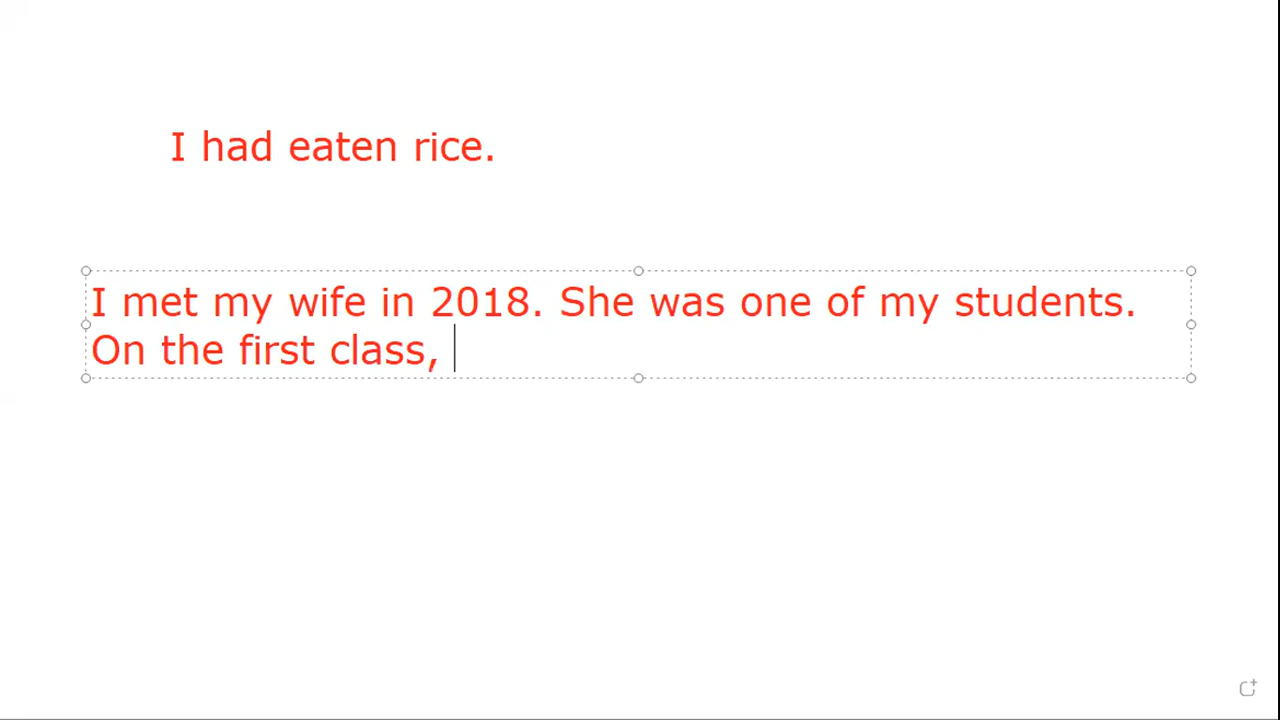 I had eaten rice.
I met my wife in 2018. She was one of my students.
On the first class,